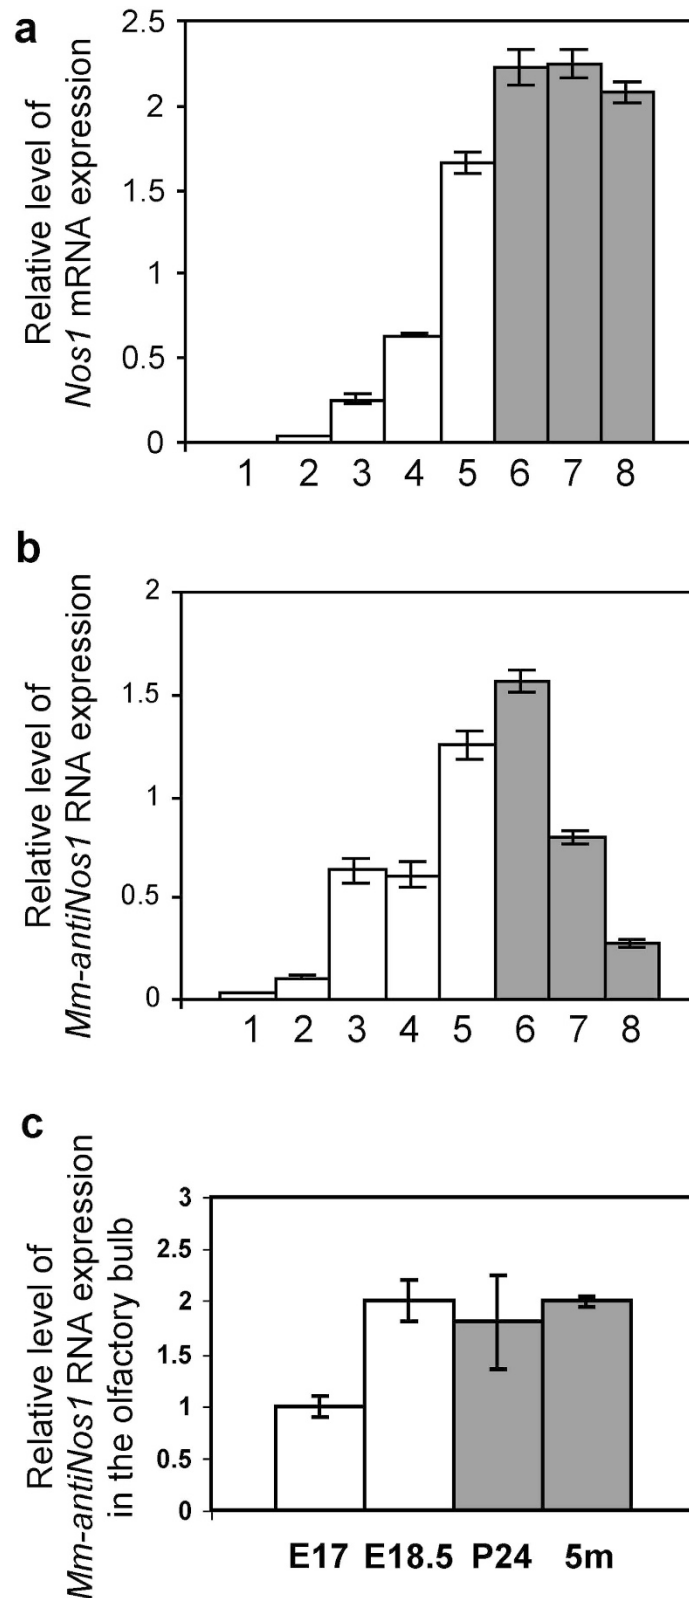 a
Relative level of
Nos1 mRNA expression
2.5
2
1.5
1
0.5
0
1 2 3 4 5 6 7 8
b
Relative level of
Mm-antiNos1 RNA expression
2
1.5
1
0.5
0
1 2 3 4 5 6 7 8
c
Relative level of
Mm-antiNos1 RNA expression
in the olfactory bulb
3
2.5
2
1.5
1
0.5
0
E17 E18.5 P24 5m